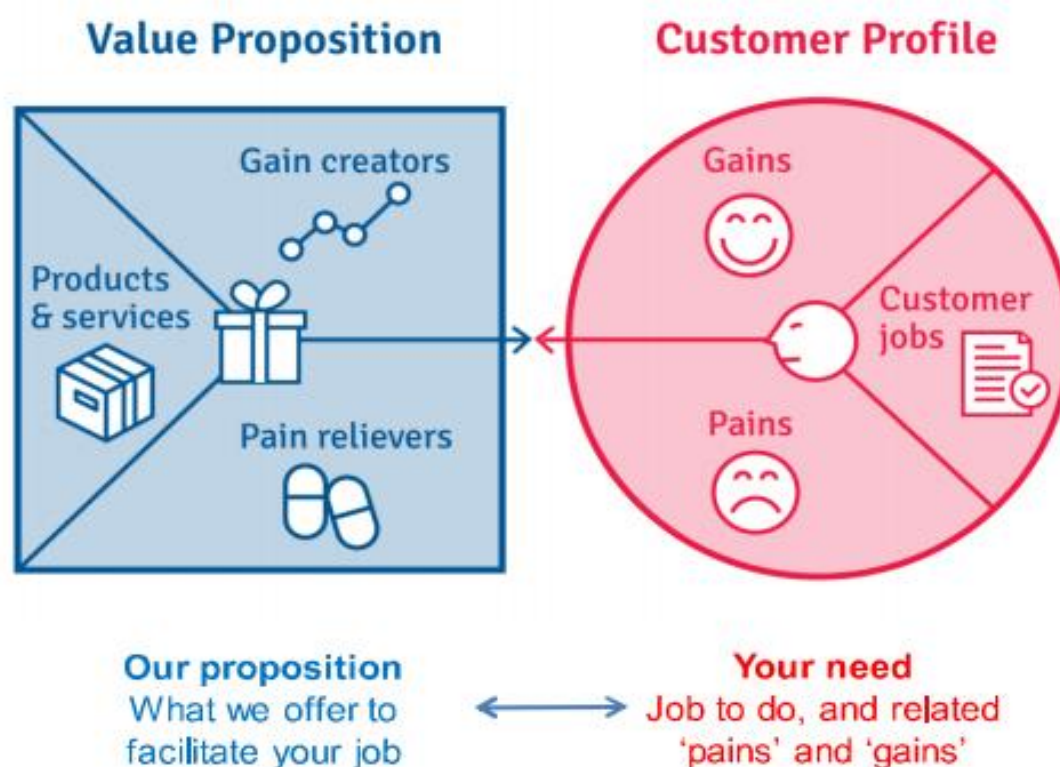 Value Proposition
Customer Profile
Gain creators
Products
& services
Pain relievers
Gains
Customer
jobs
Pains
Our proposition
What we offer to
facilitate your job
Your need
Job to do, and related
‘pains’ and ‘gains’